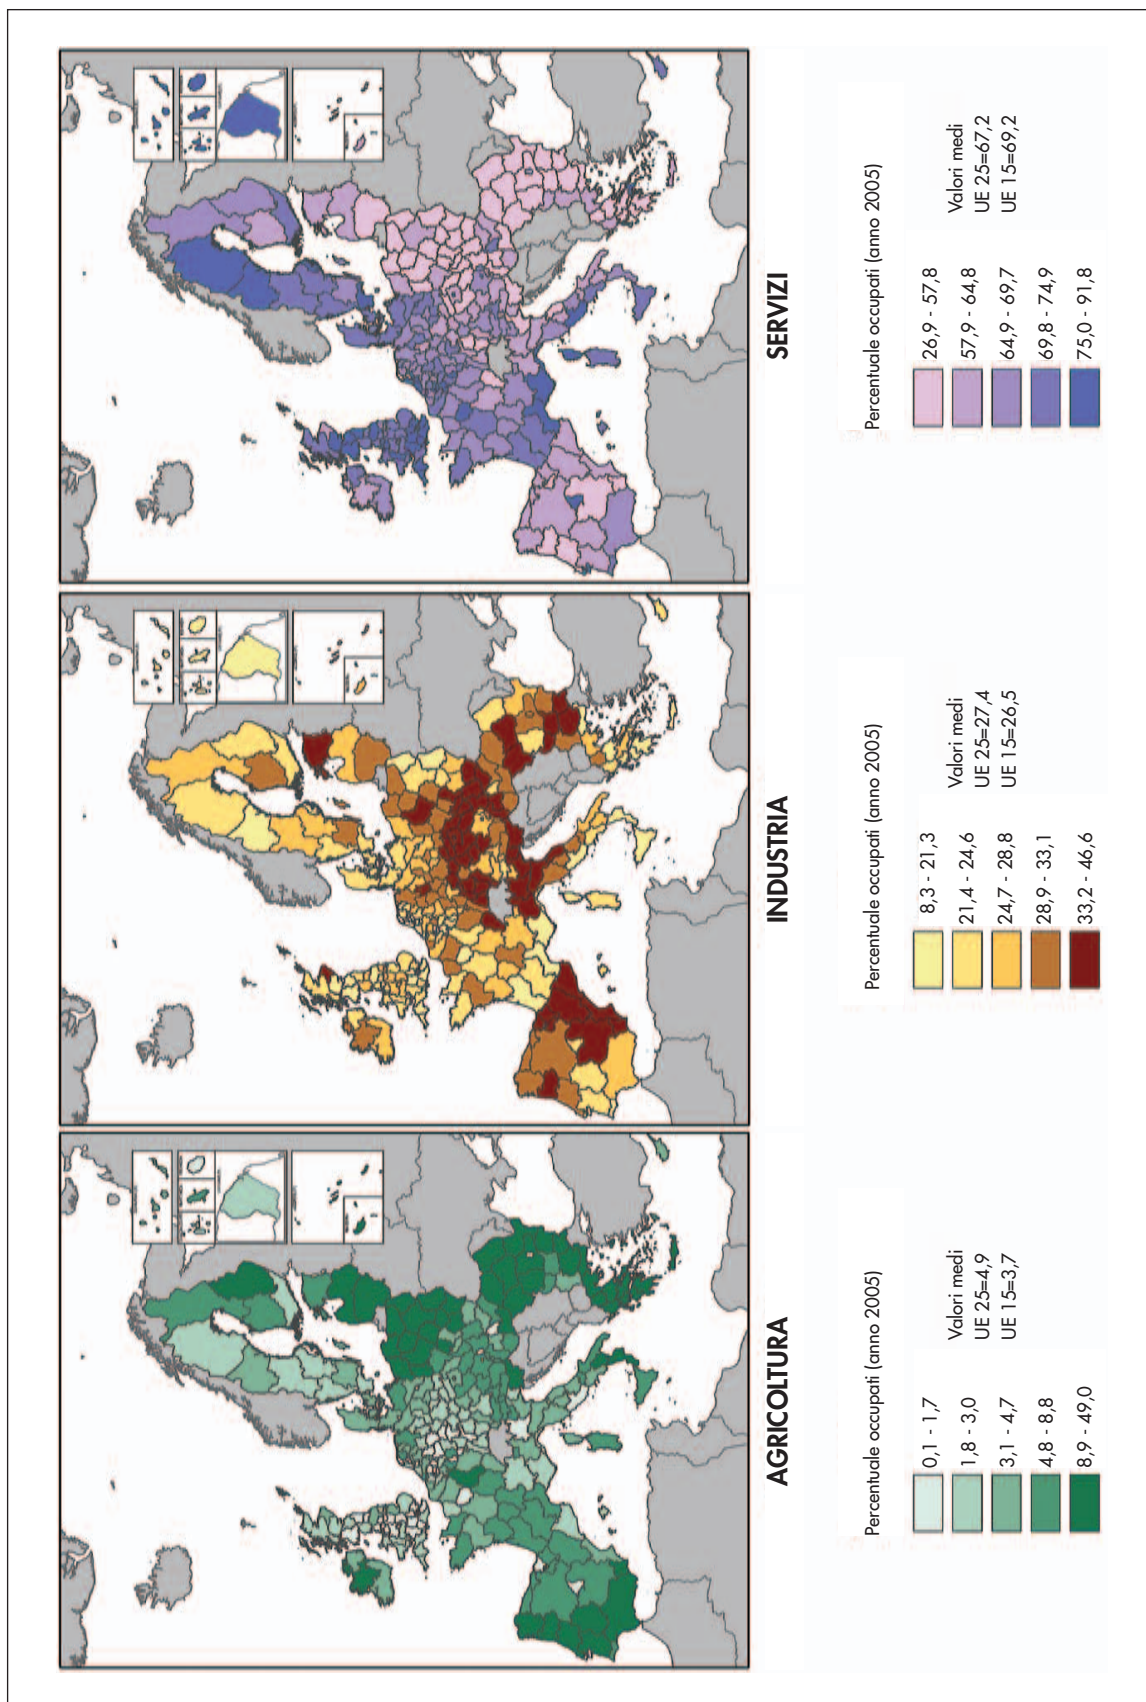 AGRICOLTURA
Percentuale occupati (anno 2005)
0,1 - 1,7
1,8 - 3,0
3,1 - 4,7
4,8 - 8,8
8,9 - 49,0
Valori medi
UE 25=4,9
UE 15=3,7
INDUSTRIA
Percentuale occupati (anno 2005)
8,3 - 21,3
21,4 - 24,6
24,7 - 28,8
28,9 - 33,1
33,2 - 46,6
Valori medi
UE 25=27,4
UE 15=26,5
SERVIZI
Percentuale occupati (anno 2005)
26,9 - 57,8
57,9 - 64,8
64,9 - 69,7
69,8 - 74,9
75,0 - 91,8
Valori medi
UE 25=67,2
UE 15=69,2